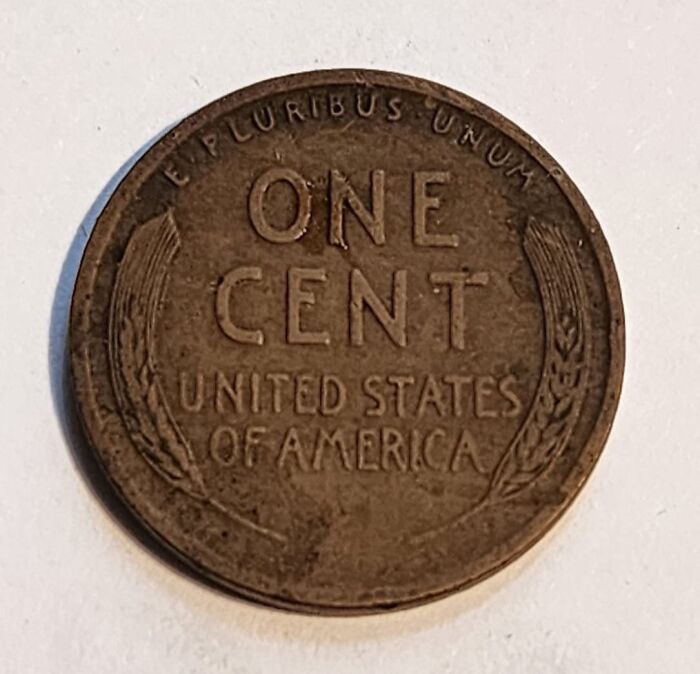 E·PLURIBUS·UNUM
ONE
CENT
UNITED STATES
OF AMERICA